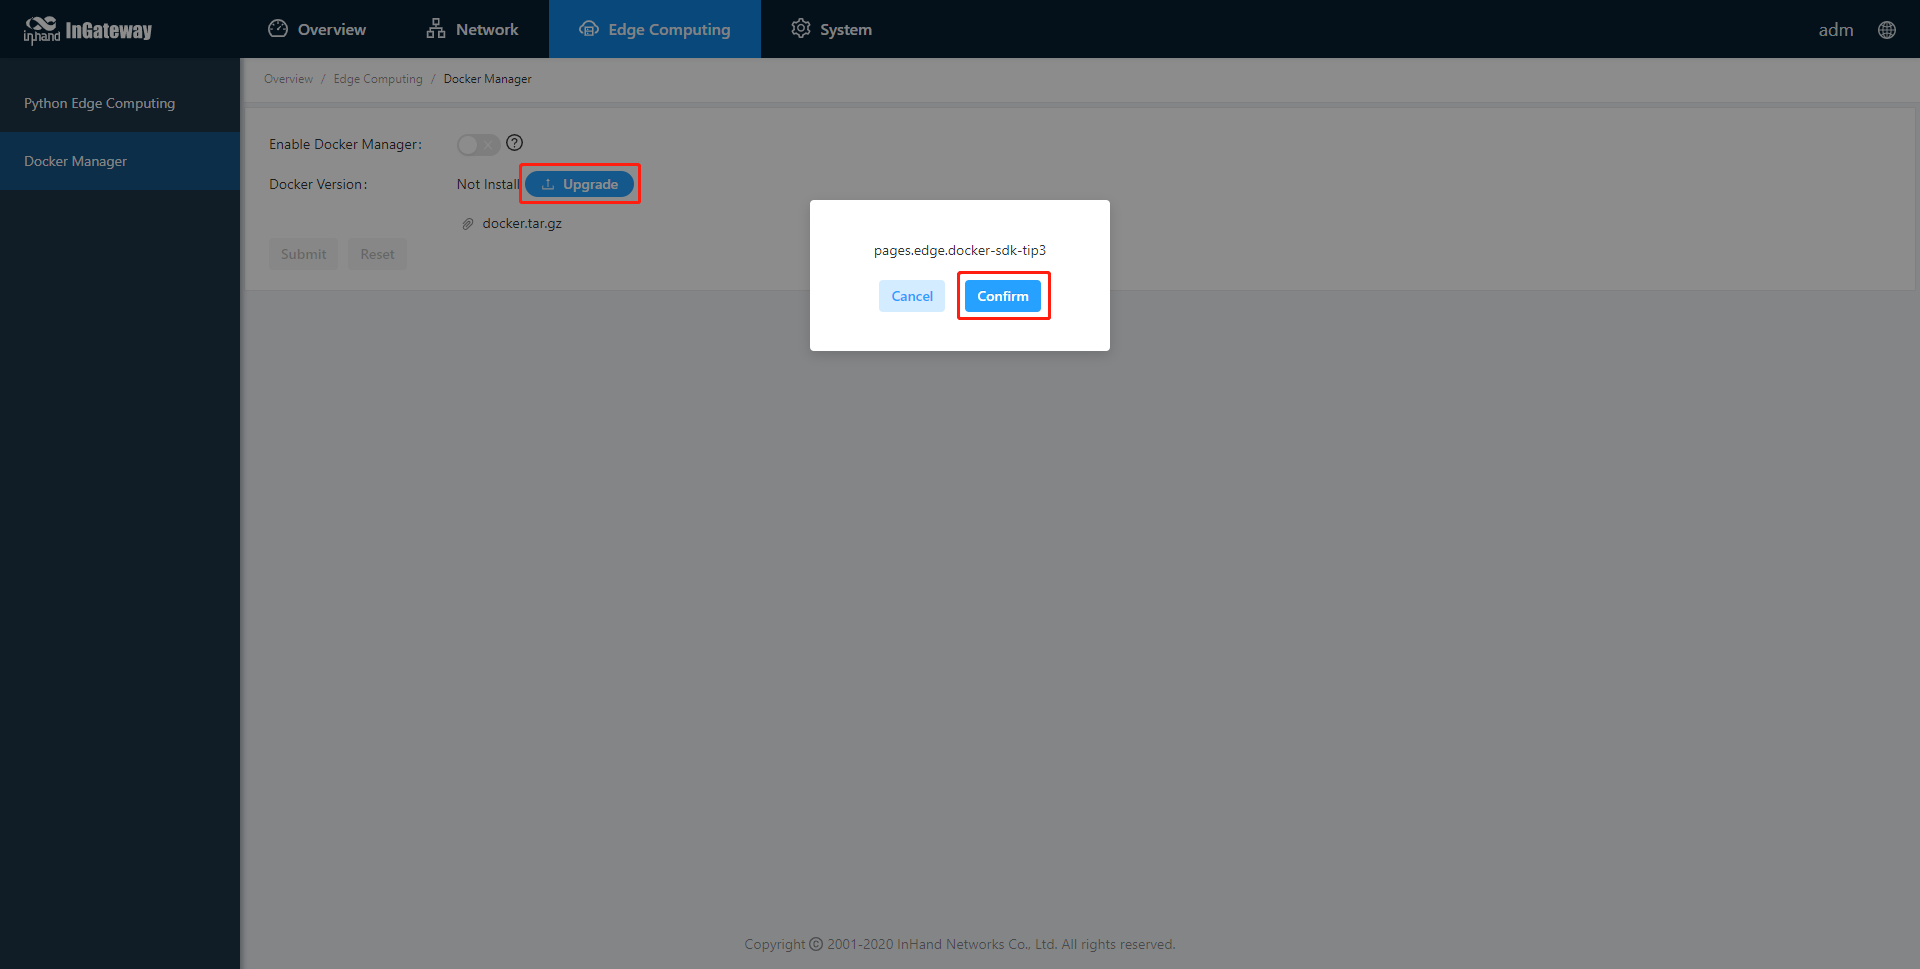 inhand InGateway
Overview
Network
Edge Computing
System
adm
Python Edge Computing
Docker Manager
Overview / Edge Computing / Docker Manager
Enable Docker Manager:
Docker Version:
Not Install
Upgrade
docker.tar.gz
Submit
Reset
pages.edge.docker-sdk-tip3
Cancel
Confirm
Copyright © 2001-2020 InHand Networks Co., Ltd. All rights reserved.